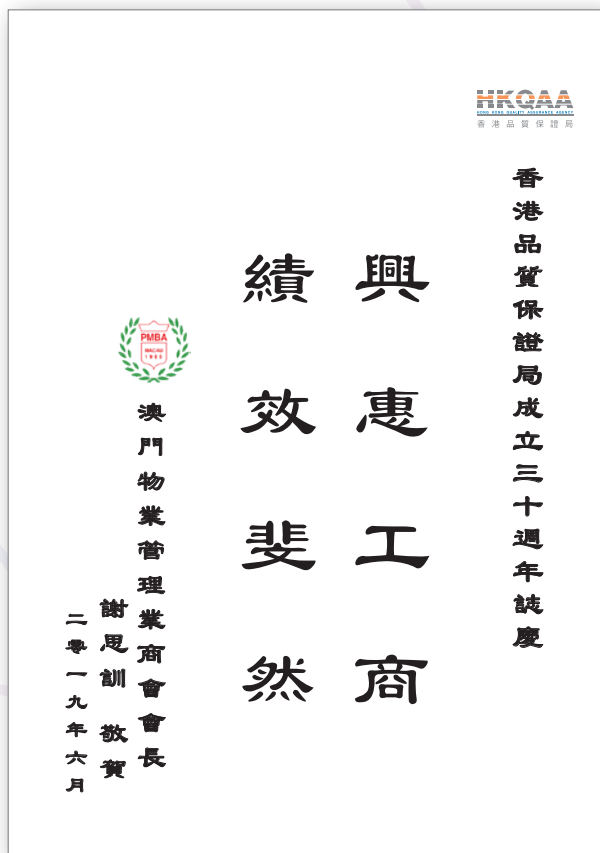 HKQAA
HONG KONG QUALITY ASSURANCE AGENCY
香港品質保證局
香港品質保證局成立三十週年誌慶
興惠工商
績效斐然
PMBA
MACAU
1995
澳門物業管理業商會會長
謝思訓 敬賀
二零一九年六月